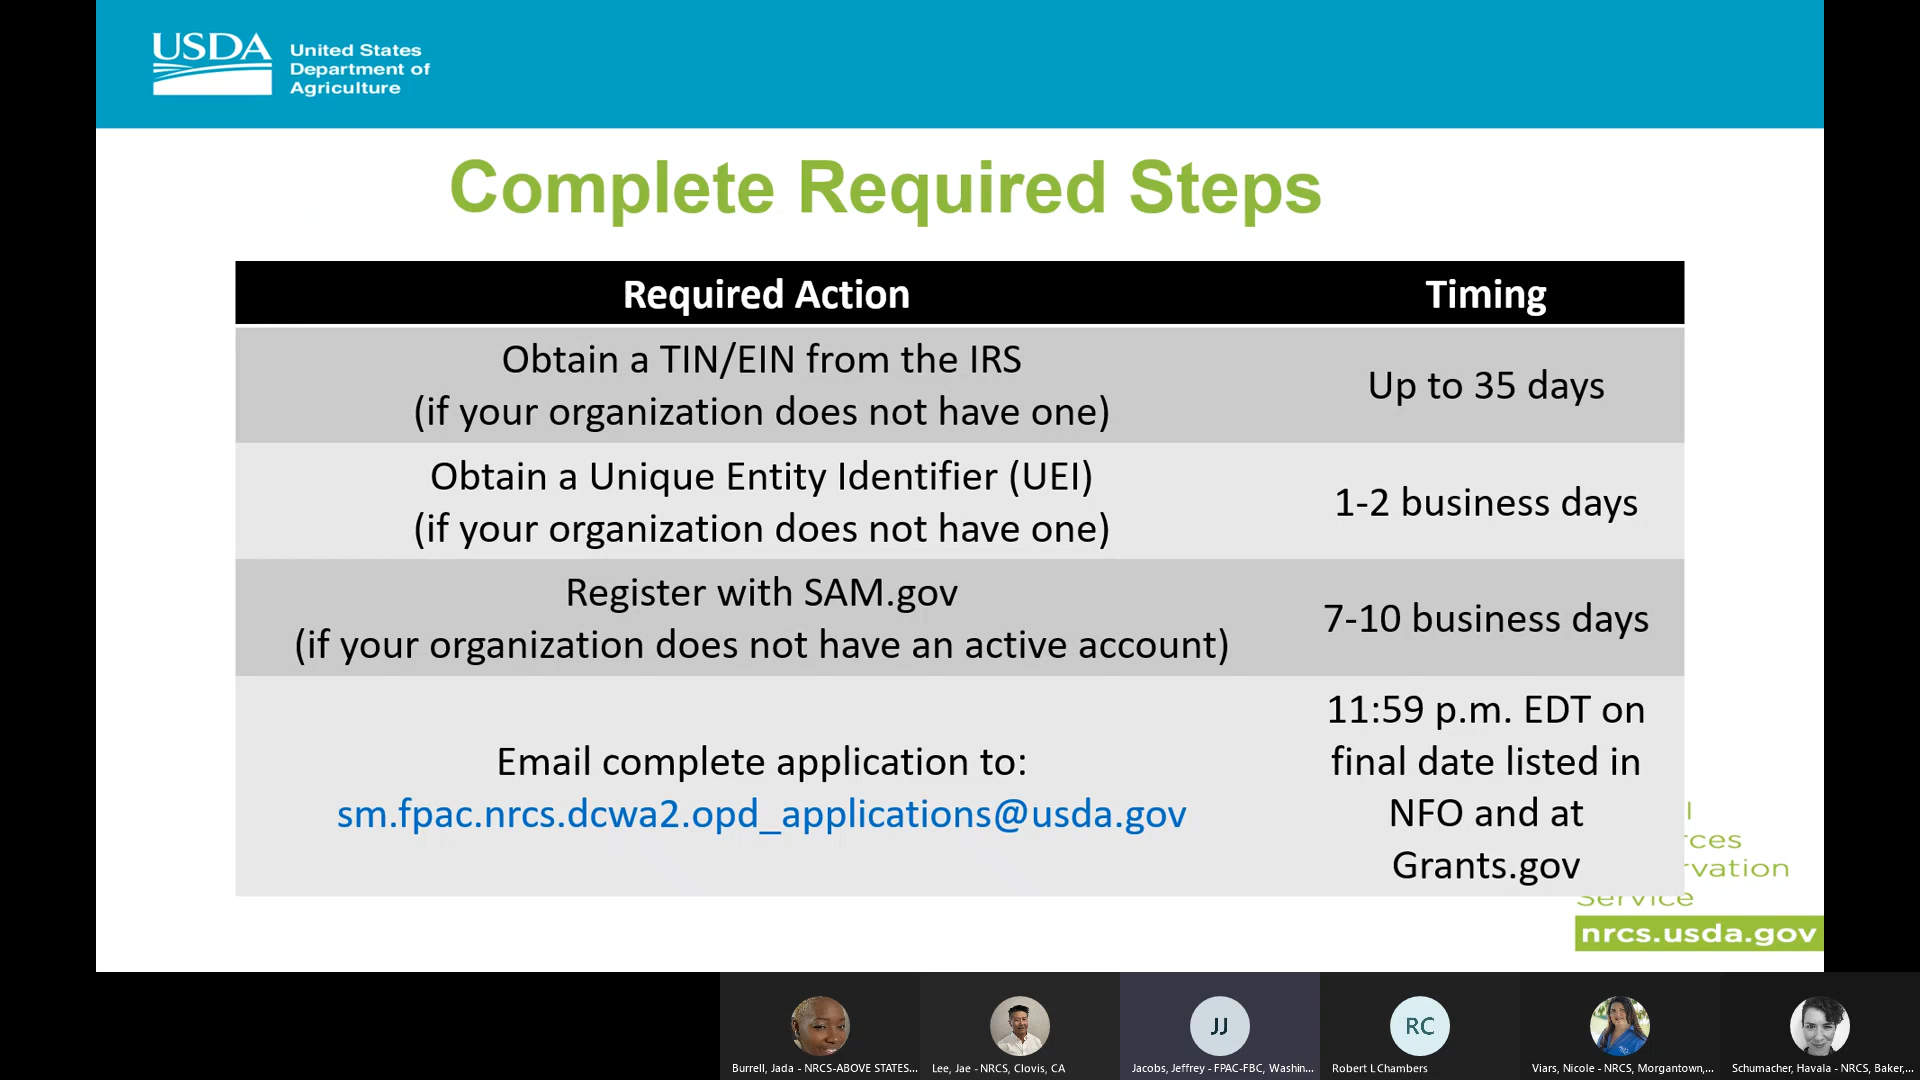 USDA
United States
Department of
Agriculture
Complete Required Steps
Required Action
Timing
Obtain a TIN/EIN from the IRS
(if your organization does not have one)
Up to 35 days
Obtain a Unique Entity Identifier (UEI)
(if your organization does not have one)
1-2 business days
Register with SAM.gov
(if your organization does not have an active account)
7-10 business days
Email complete application to:
sm.fpac.nrcs.dcwa2.opd_applications@usda.gov
11:59 p.m. EDT on
final date listed in
NFO and at
Grants.gov
l
rces
rvation
Service
nrcs.usda.gov
JJ
RC
Burrell, Jada - NRCS-ABOVE STATES...
Lee, Jae - NRCS, Clovis, CA
Jacobs, Jeffrey - FPAC-FBC, Washin...
Robert L Chambers
Viars, Nicole - NRCS, Morgantown,...
Schumacher, Havala - NRCS, Baker,...